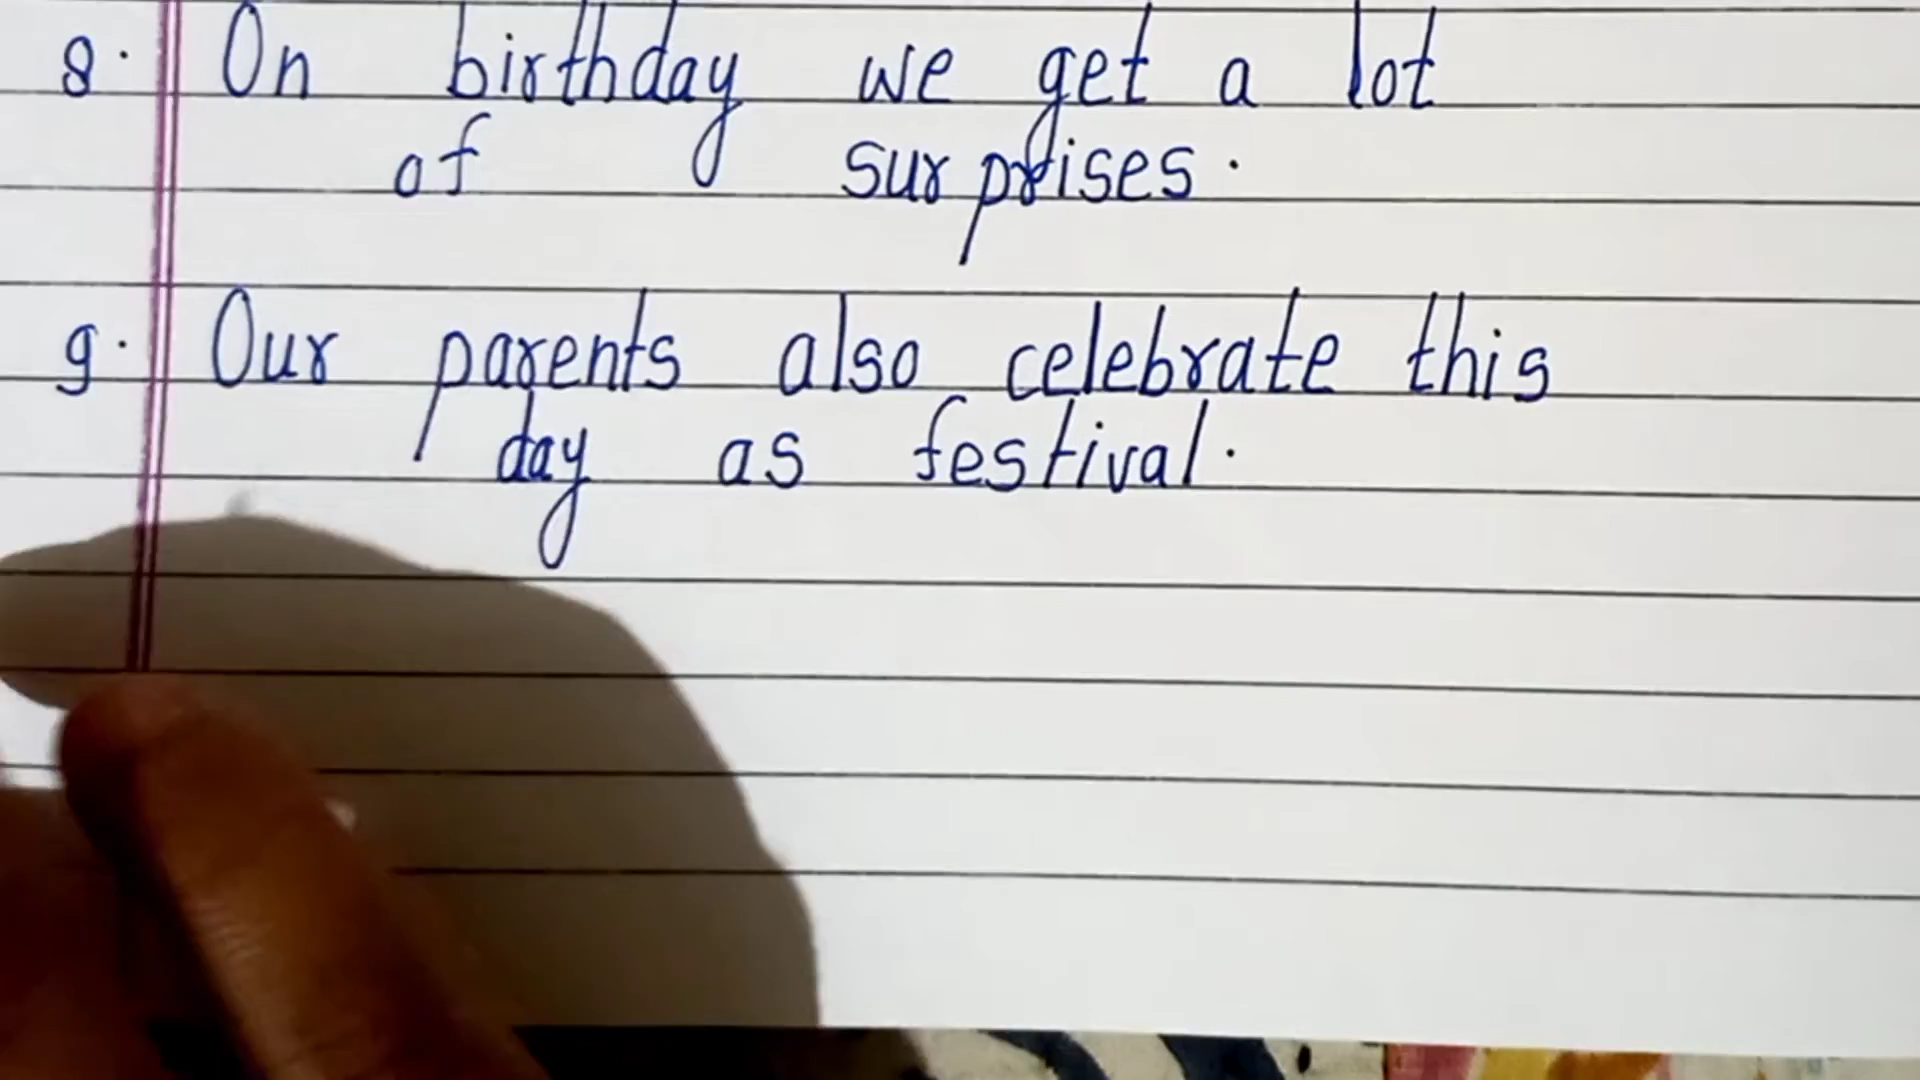 8. On birthday we get a lot
of surprises.
9. Our parents also celebrate this
day as festival.